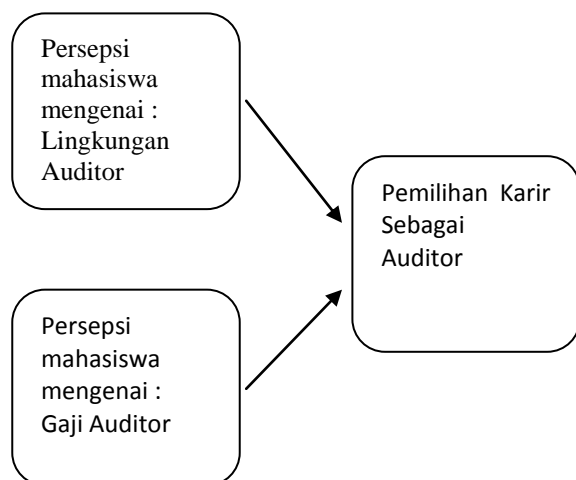 Persepsi
mahasiswa
mengenai :
Lingkungan
Auditor
Pemilihan Karir
Sebagai
Auditor
Persepsi
mahasiswa
mengenai :
Gaji Auditor